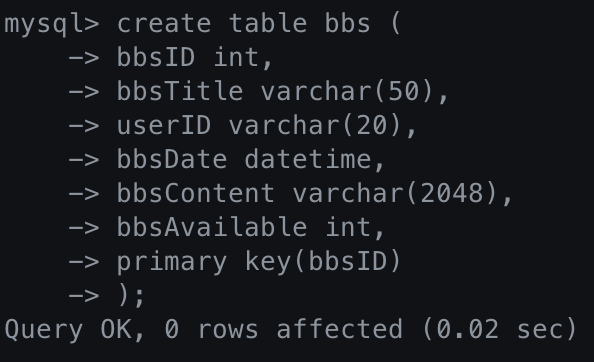 mysql> create table bbs (
    -> bbsID int,
    -> bbsTitle varchar(50),
    -> userID varchar(20),
    -> bbsDate datetime,
    -> bbsContent varchar(2048),
    -> bbsAvailable int,
    -> primary key(bbsID)
    -> );
Query OK, 0 rows affected (0.02 sec)